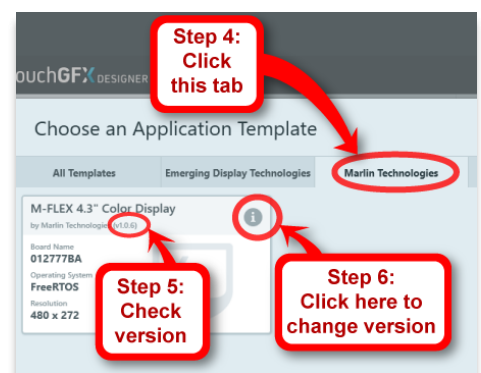 Step 4:
Click
this tab
ouchGFX DESIGNER
Choose an Application Template
All Templates
Emerging Display Technologies
Marlin Technologies
M-FLEX 4.3" Color Display
by Marlin Technologies (v1.0.6)
Board Name
012777BA
Operating System
FreeRTOS
Resolution
480 x 272
Step 5:
Check
version
Step 6:
Click here to
change version